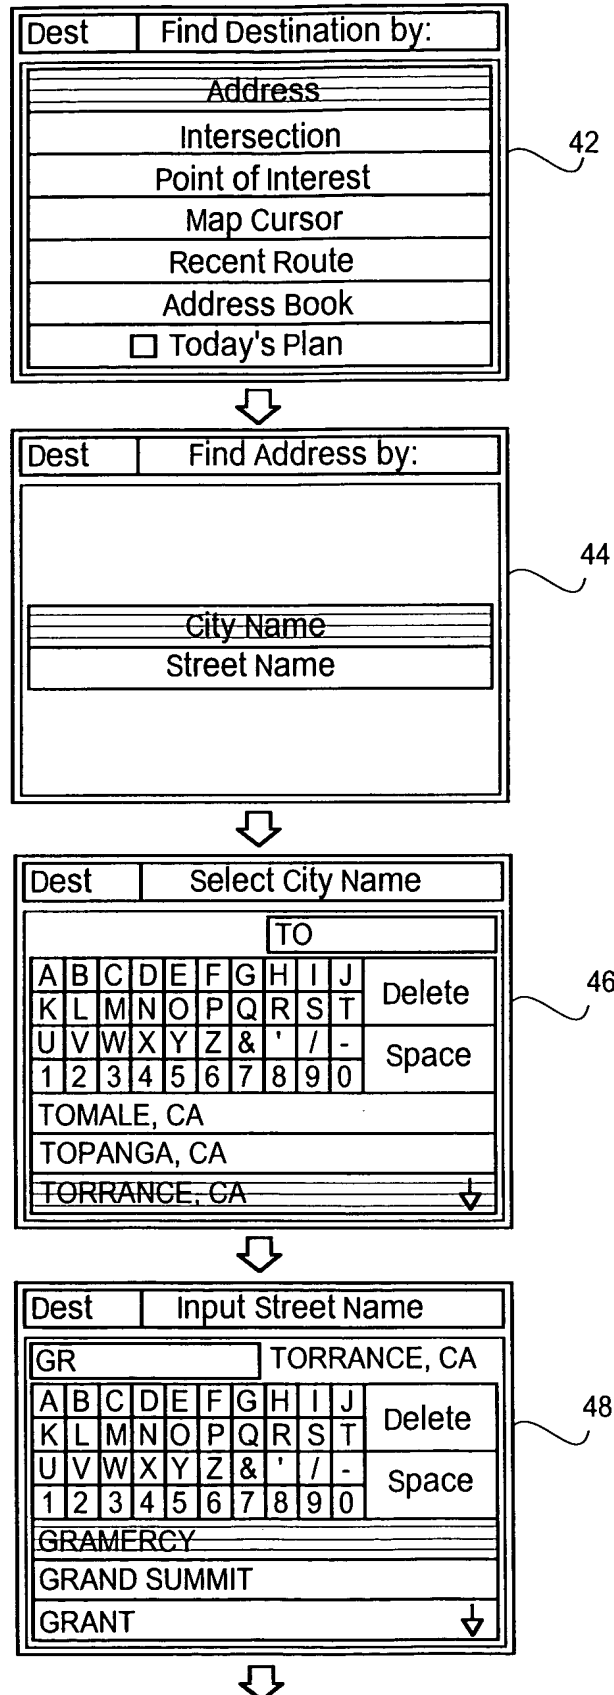 Dest Find Destination by:
Address
Intersection
42
Point of Interest
Map Cursor
Recent Route
Address Book
Today's Plan
Dest Find Address by:
44
City Name
Street Name
Dest Select City Name
TO
A B C D E F G H I J
Delete
46
K L M N O P Q R S T
U V W X Y Z & ' / -
Space
1 2 3 4 5 6 7 8 9 0
TOMALE, CA
TOPANGA, CA
TORRANCE, CA
Dest Input Street Name
GR TORRANCE, CA
A B C D E F G H I J
Delete
48
K L M N O P Q R S T
U V W X Y Z & ' / -
Space
1 2 3 4 5 6 7 8 9 0
GRAMERCY
GRAND SUMMIT
GRANT